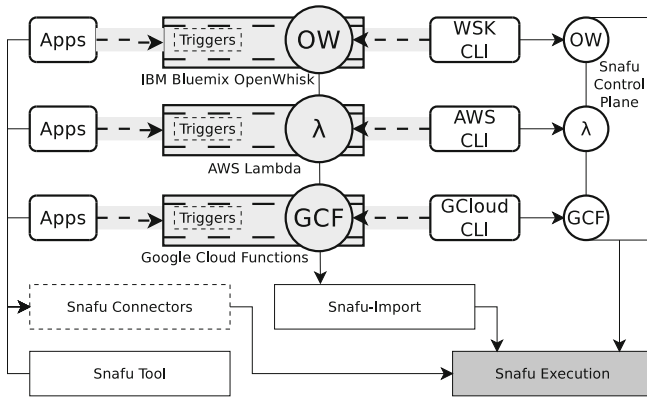 Apps
Triggers
OW
WSK
CLI
OW
IBM Bluemix OpenWhisk
Snafu
Control
Plane
Apps
Triggers
λ
AWS
CLI
λ
AWS Lambda
Apps
Triggers
GCF
GCloud
CLI
GCF
Google Cloud Functions
Snafu Connectors
Snafu-Import
Snafu Tool
Snafu Execution